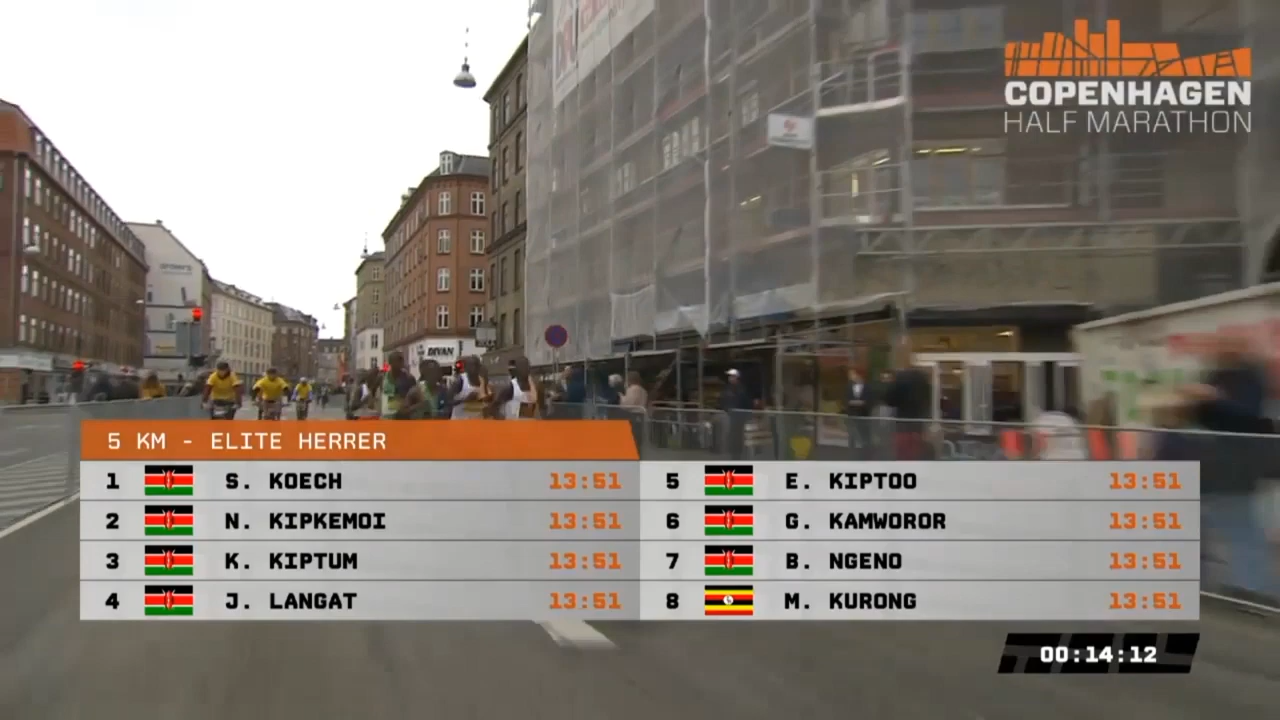 COPENHAGEN
HALF MARATHON
DIVAN
5 KM - ELITE HERRER
1 S. KOECH 13:51
2 N. KIPKEMOI 13:51
3 K. KIPTUM 13:51
4 J. LANGAT 13:51
5 E. KIPTOO 13:51
6 G. KAMWOROR 13:51
7 B. NGENO 13:51
8 M. KURONG 13:51
00:14:12